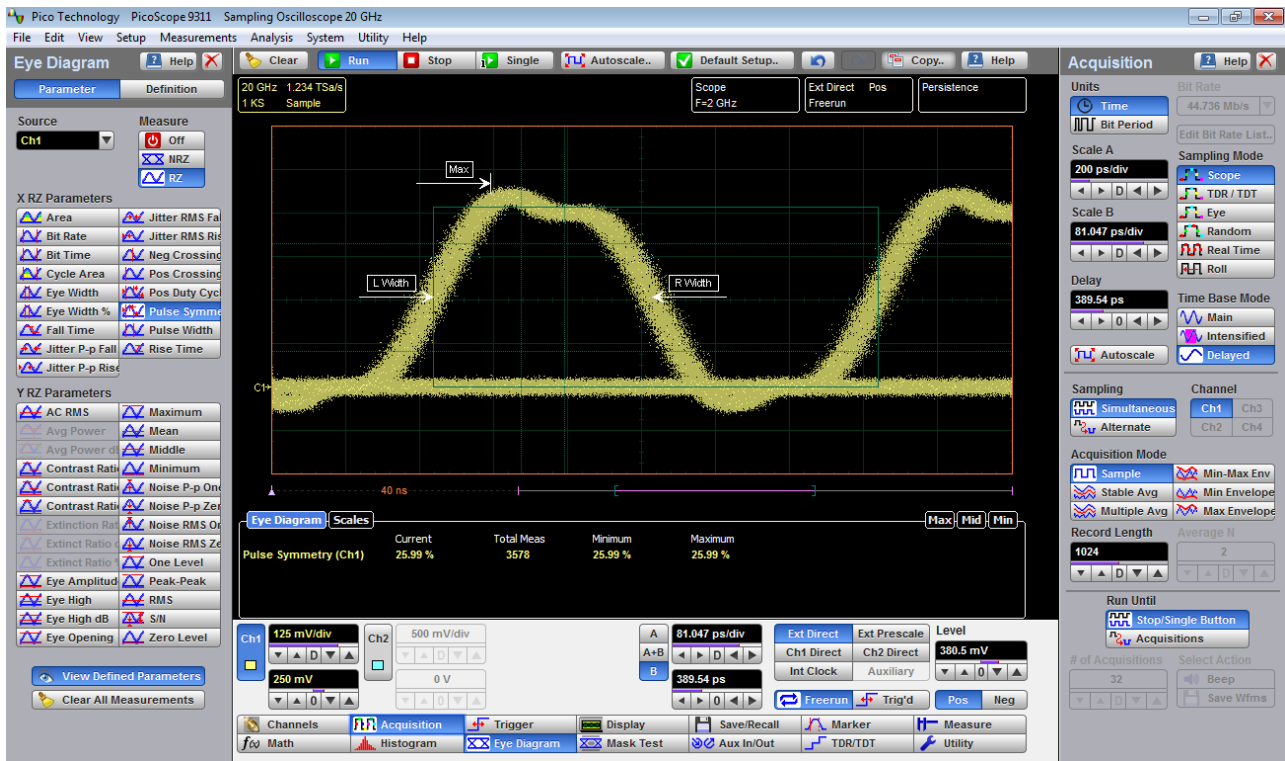 Pico Technology PicoScope 9311 Sampling Oscilloscope 20 GHz
File Edit View Setup Measurements Analysis System Utility Help
Eye Diagram Help
Parameter Definition
Source Measure
Ch1 Off
NRZ
RZ
X RZ Parameters
Area Jitter RMS Fal
Bit Rate Jitter RMS Ris
Bit Time Neg Crossing
Cycle Area Pos Crossing
Eye Width Pos Duty Cycl
Eye Width % Pulse Symme
Fall Time Pulse Width
Jitter P-p Fall Rise Time
Jitter P-p Rise
Y RZ Parameters
AC RMS Maximum
Avg Power Mean
Avg Power dB Middle
Contrast Ratio Minimum
Contrast Ratio Noise P-p One
Contrast Ratio Noise P-p Zer
Extinction Rat Noise RMS On
Extinct Ratio d Noise RMS Ze
Extinct Ratio % One Level
Eye Amplitud Peak-Peak
Eye High RMS
Eye High dB S/N
Eye Opening Zero Level
View Defined Parameters
Clear All Measurements
Clear Run Stop Single Autoscale.. Default Setup.. Copy.. Help
20 GHz 1.234 TSa/s
1 KS Sample
Scope
F=2 GHz
Ext Direct Pos
Freerun
Persistence
Max
L Width R Width
C1
40 ns
Eye Diagram Scales Max Mid Min
Current Total Meas Minimum Maximum
Pulse Symmetry (Ch1) 25.99 % 3578 25.99 % 25.99 %
Ch1 125 mV/div Ch2 500 mV/div
D D
250 mV 0 V
0 0
A 81.047 ps/div
A+B D
B 389.54 ps
0
Ext Direct Ext Prescale Level
Ch1 Direct Ch2 Direct 380.5 mV
Int Clock Auxiliary 0
Freerun Trig'd Pos Neg
Channels Acquisition Trigger Display Save/Recall Marker Measure
f(x) Math Histogram Eye Diagram Mask Test Aux In/Out TDR/TDT Utility
Acquisition Help
Units Bit Rate
Time 44.736 Mb/s
Bit Period Edit Bit Rate List..
Scale A Sampling Mode
200 ps/div Scope
D TDR / TDT
Scale B Eye
81.047 ps/div Random
D Real Time
Roll
Delay
389.54 ps Time Base Mode
0 Main
Intensified
Autoscale Delayed
Sampling Channel
Simultaneous Ch1 Ch3
Alternate Ch2 Ch4
Acquisition Mode
Sample Min-Max Env
Stable Avg Min Envelope
Multiple Avg Max Envelope
Record Length Average N
1024 2
D D
Run Until
Stop/Single Button
Acquisitions
# of Acquisitions Select Action
32 Beep
D Save Wfms